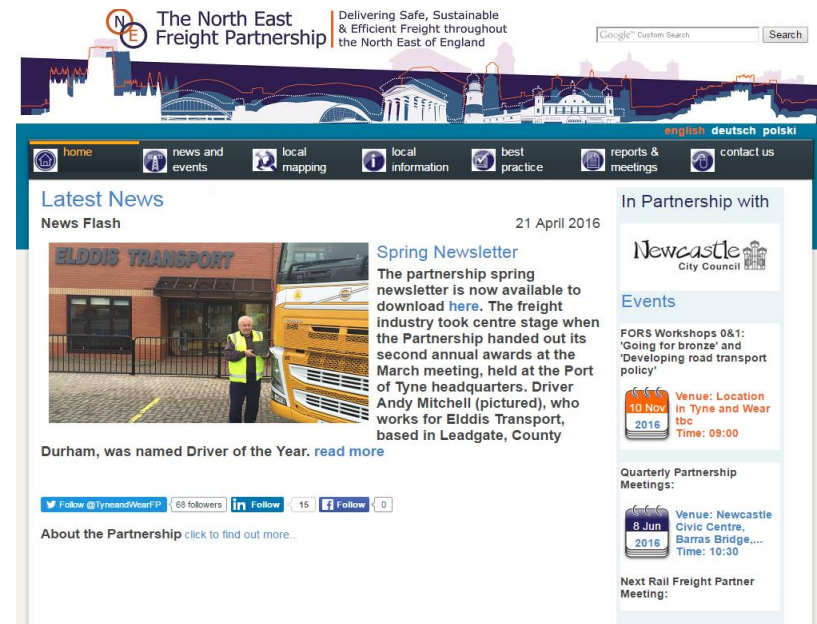 NE
The North East
Freight Partnership
Delivering Safe, Sustainable
& Efficient Freight throughout
the North East of England
Google™ Custom Search
Search
english deutsch polski
home
news and
events
local
mapping
local
information
best
practice
reports &
meetings
contact us
Latest News
News Flash
21 April 2016
ELDDIS TRANSPORT
Spring Newsletter
The partnership spring
newsletter is now available to
download here. The freight
industry took centre stage when
the Partnership handed out its
second annual awards at the
March meeting, held at the Port
of Tyne headquarters. Driver
Andy Mitchell (pictured), who
works for Elddis Transport,
based in Leadgate, County
Durham, was named Driver of the Year. read more
Follow @TyneandWearFP
68 followers
in Follow
15
f Follow
0
About the Partnership click to find out more..
In Partnership with
Newcastle
City Council
Events
FORS Workshops 0&1:
'Going for bronze' and
'Developing road transport
policy'
10 Nov
2016
Venue: Location
in Tyne and Wear
tbc
Time: 09:00
Quarterly Partnership
Meetings:
8 Jun
2016
Venue: Newcastle
Civic Centre,
Barras Bridge,...
Time: 10:30
Next Rail Freight Partner
Meeting: